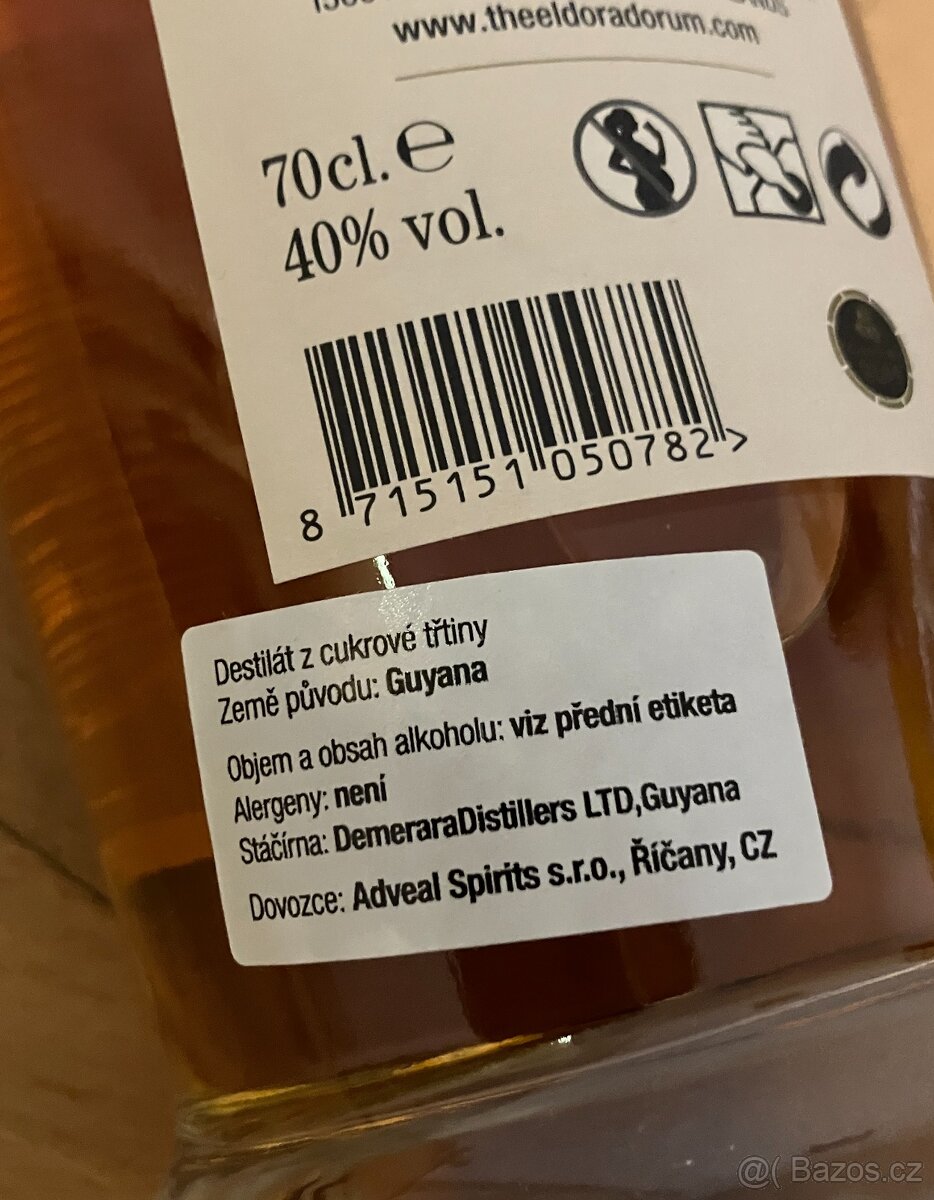 www.theeldoradorum.com
70cl. ℮
40% vol.
8 715151 050782 >
Destilát z cukrové třtiny
Země původu: Guyana
Objem a obsah alkoholu: viz přední etiketa
Alergeny: není
Stáčírna: DemeraraDistillers LTD,Guyana
Dovozce: Adveal Spirits s.r.o., Říčany, CZ
@( Bazos.cz